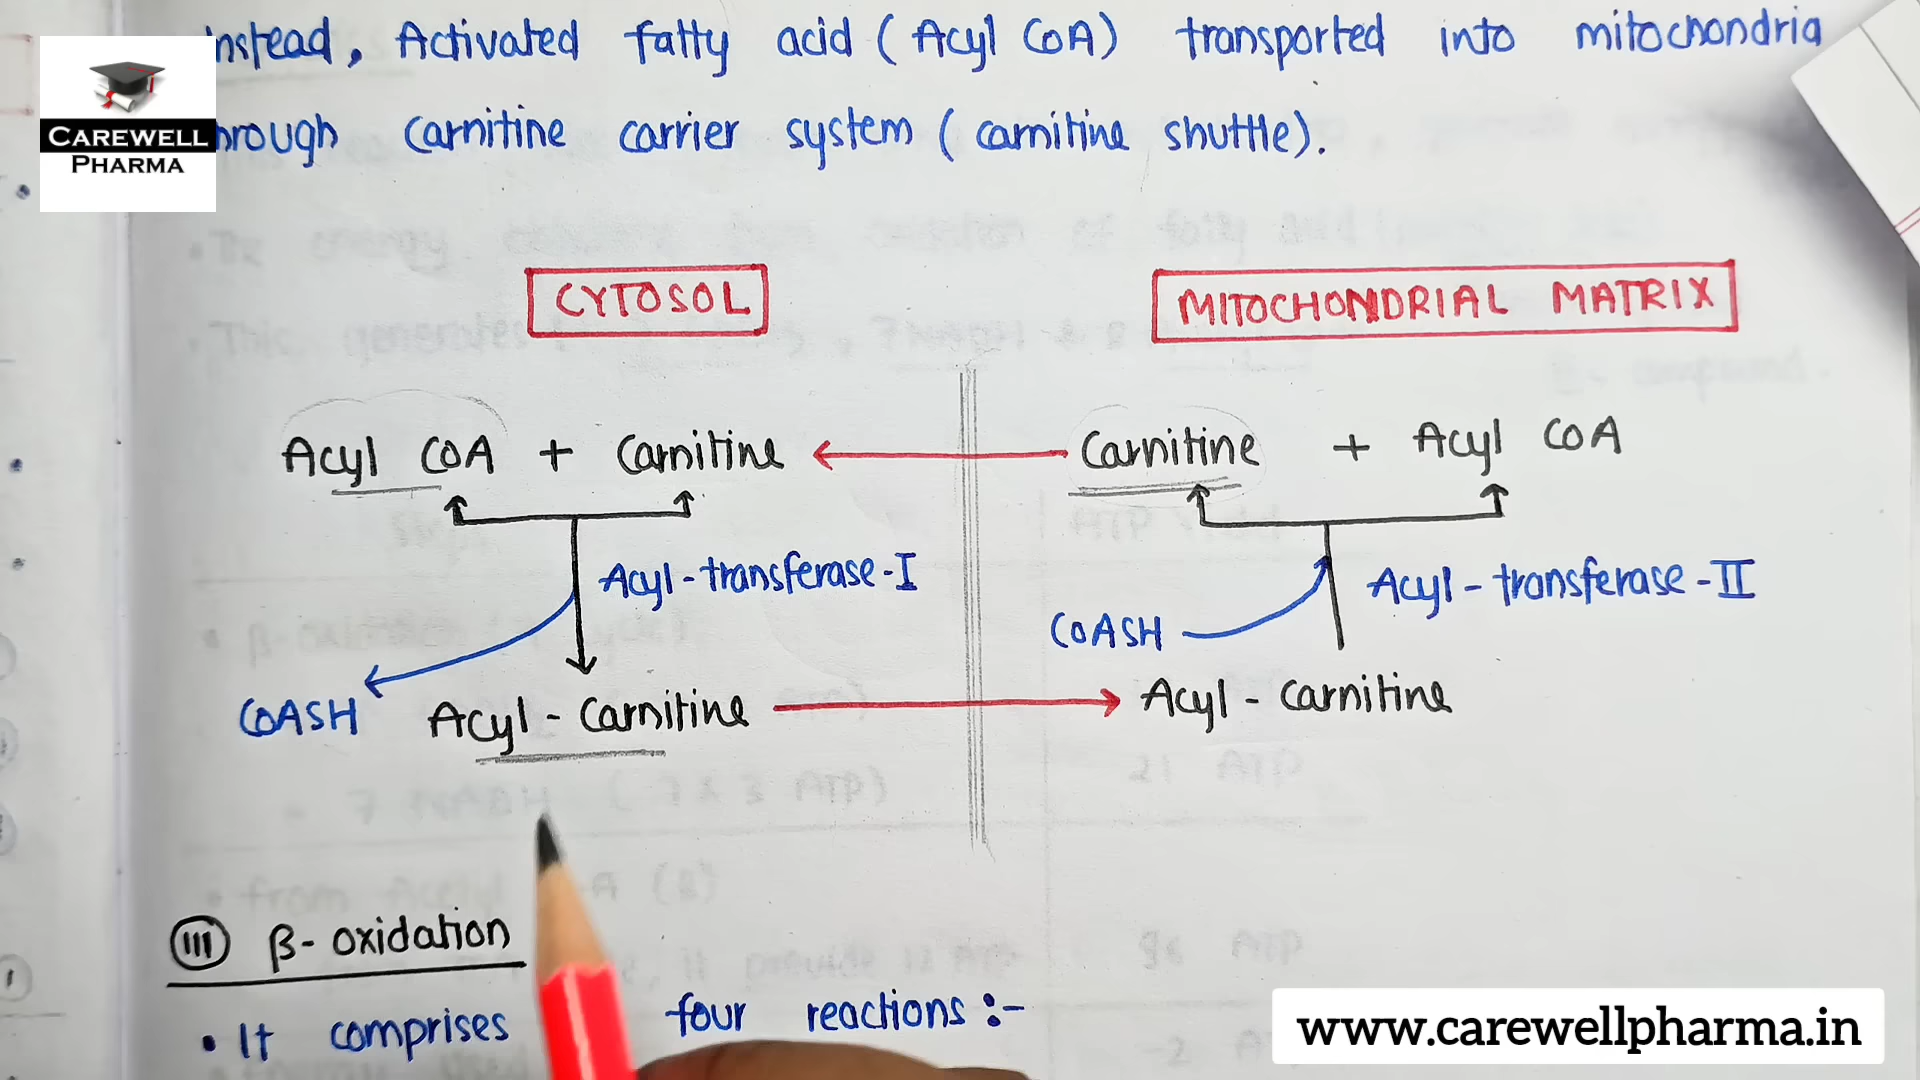 Instead, Activated fatty acid (Acyl CoA) transported into mitochondria
CAREWELL
PHARMA
hrough carnitine carrier system (carnitine shuttle).
CYTOSOL
MITOCHONDRIAL MATRIX
Acyl CoA + Carnitine
Carnitine + Acyl CoA
Acyl-transferase-I
Acyl-transferase-II
COASH
COASH
Acyl-Carnitine
Acyl-Carnitine
III β-oxidation
• It comprises four reactions:-
www.carewellpharma.in